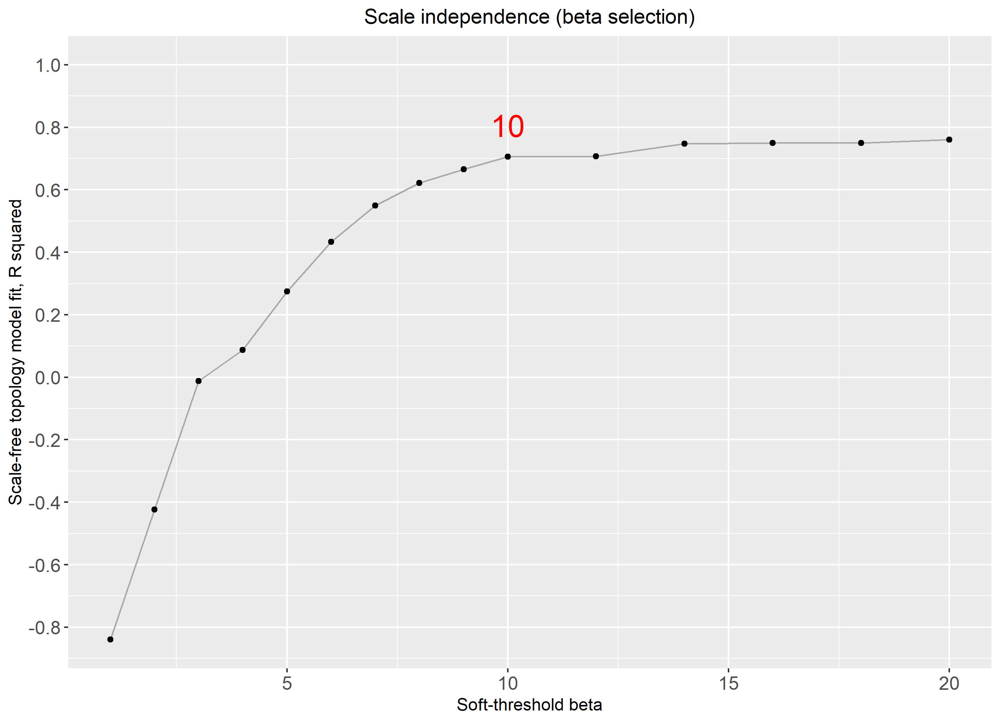 Scale independence (beta selection)
Scale-free topology model fit, R squared
1.0
0.8
0.6
0.4
0.2
0.0
-0.2
-0.4
-0.6
-0.8
10
5 10 15 20
Soft-threshold beta